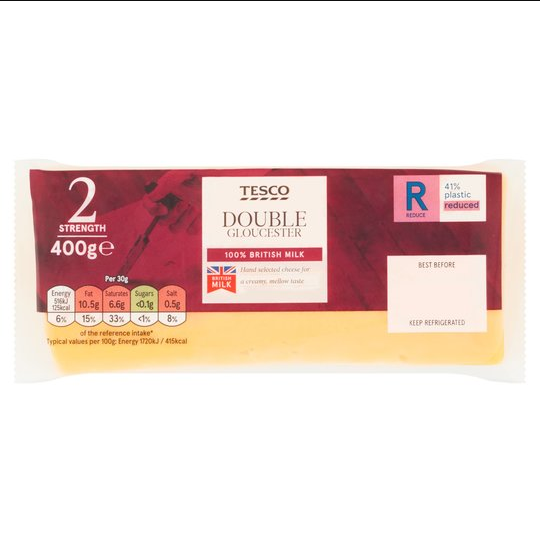 2
STRENGTH
400g℮
TESCO
DOUBLE
GLOUCESTER
100% BRITISH MILK
BRITISH
MILK
Hand selected cheese for
a creamy, mellow taste
R
REDUCE
41%
plastic
reduced
BEST BEFORE
KEEP REFRIGERATED
Per 30g
Energy Fat Saturates Sugars Salt
516kJ
125kcal 10.5g 6.6g <0.1g 0.5g
6% 15% 33% <1% 8%
of the reference intake*
Typical values per 100g: Energy 1720kJ / 415kcal